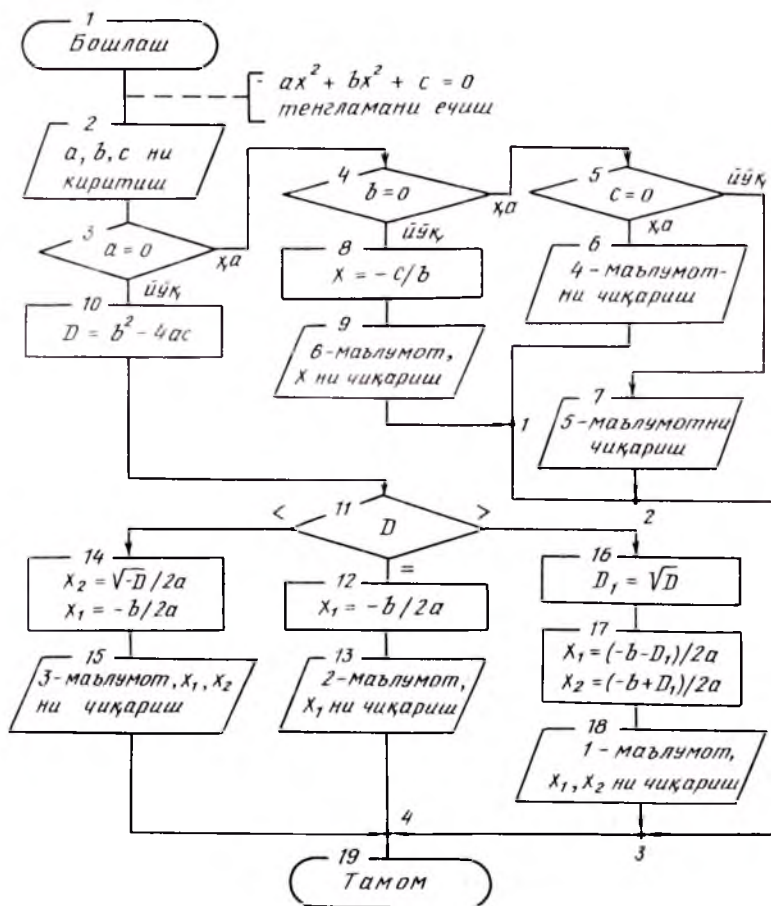 1
Бошлаш
ax² + bx² + c = 0
тенгламани ечиш
2
a, b, c ни
киритиш
3
a = 0
ҳа
йўқ
4
b = 0
ҳа
йўқ
5
c = 0
йўқ
ҳа
6
4 - маълумот-
ни чиқариш
7
5 - маълумотни
чиқариш
8
X = - c/b
9
6 - маълумот,
X ни чиқариш
1
2
10
D = b² - 4ac
11
D
<
>
=
14
X₂ = √-D / 2a
X₁ = - b / 2a
15
3 - маълумот, X₁, X₂
ни чиқариш
12
X₁ = - b / 2a
13
2 - маълумот,
X₁ ни чиқариш
16
D₁ = √D
17
X₁ = (-b - D₁) / 2a
X₂ = (-b + D₁) / 2a
18
1 - маълумот,
X₁, X₂ ни чиқариш
4
3
19
Тамом